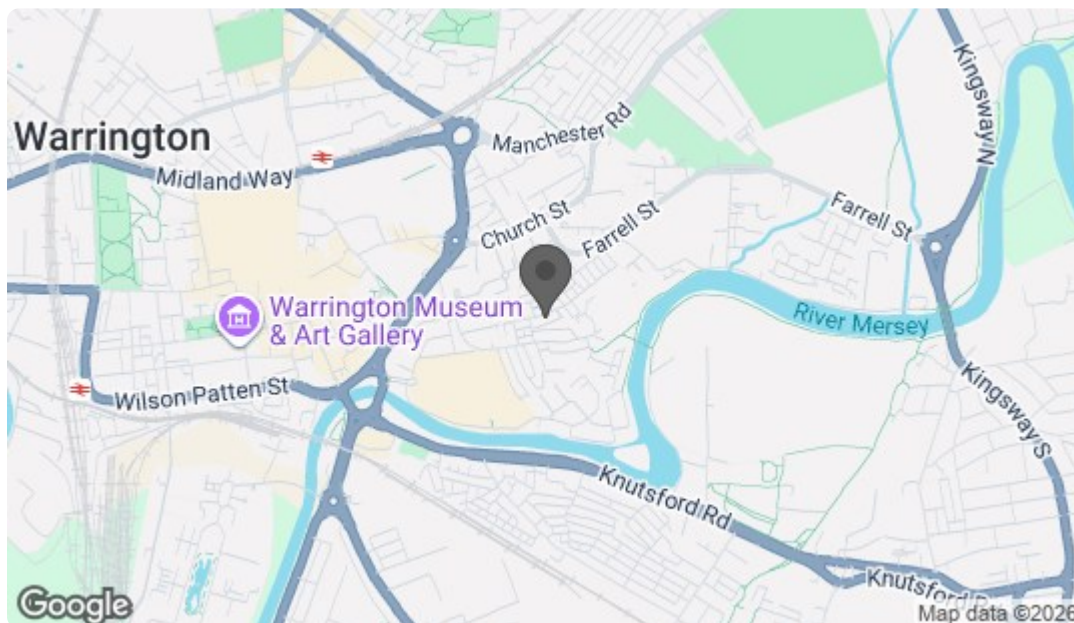 Kingsway N
Manchester Rd
Warrington
Midland Way
Church St
Farrell St
Farrell St
Warrington Museum
& Art Gallery
River Mersey
Wilson Patten St
Kingsway S
Knutsford Rd
Knutsford
Google
Map data ©2026